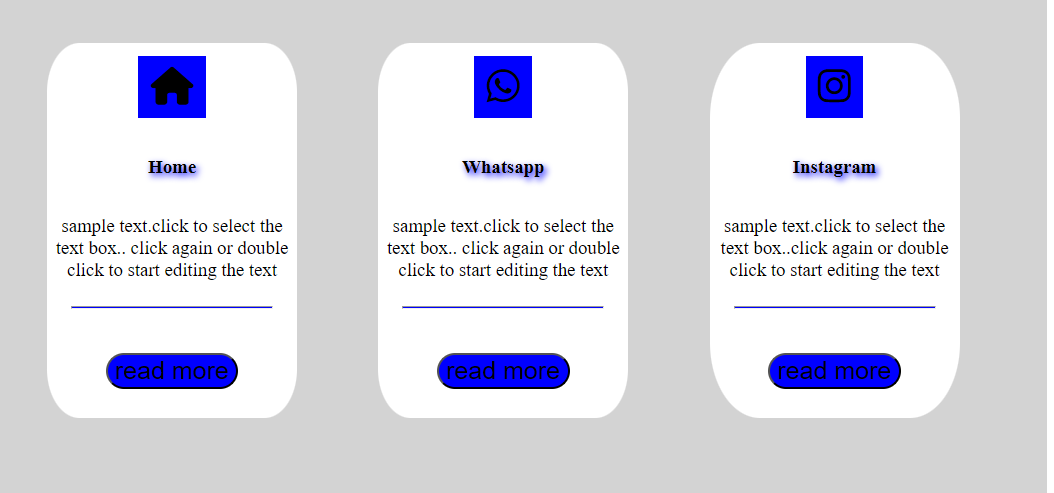 Home
sample text.click to select the
text box.. click again or double
click to start editing the text
read more
Whatsapp
sample text.click to select the
text box.. click again or double
click to start editing the text
read more
Instagram
sample text.click to select the
text box..click again or double
click to start editing the text
read more